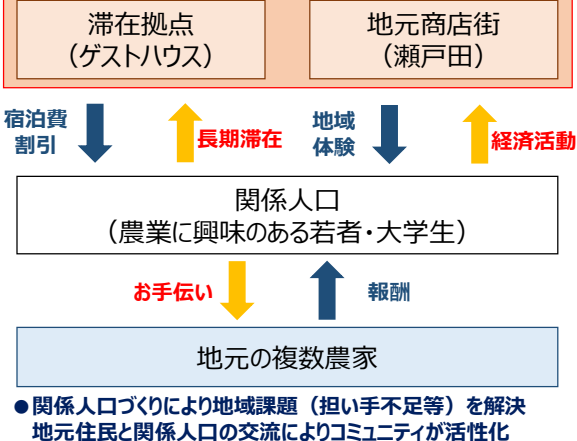 滞在拠点
（ゲストハウス）
地元商店街
（瀬戸田）
宿泊費
割引
長期滞在
地域
体験
経済活動
関係人口
（農業に興味のある若者・大学生）
お手伝い
報酬
地元の複数農家
●関係人口づくりにより地域課題（担い手不足等）を解決
地元住民と関係人口の交流によりコミュニティが活性化